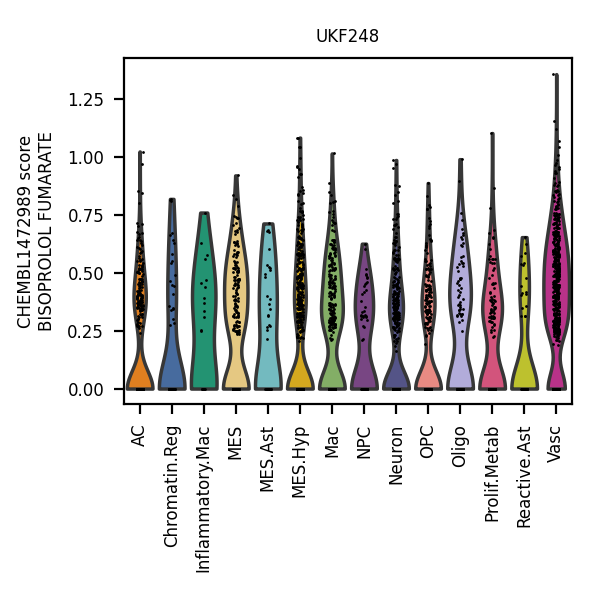 UKF248
CHEMBL1472989 score
BISOPROLOL FUMARATE
1.25
1.00
0.75
0.50
0.25
0.00
AC
Chromatin.Reg
Inflammatory.Mac
MES
MES.Ast
MES.Hyp
Mac
NPC
Neuron
OPC
Oligo
Prolif.Metab
Reactive.Ast
Vasc